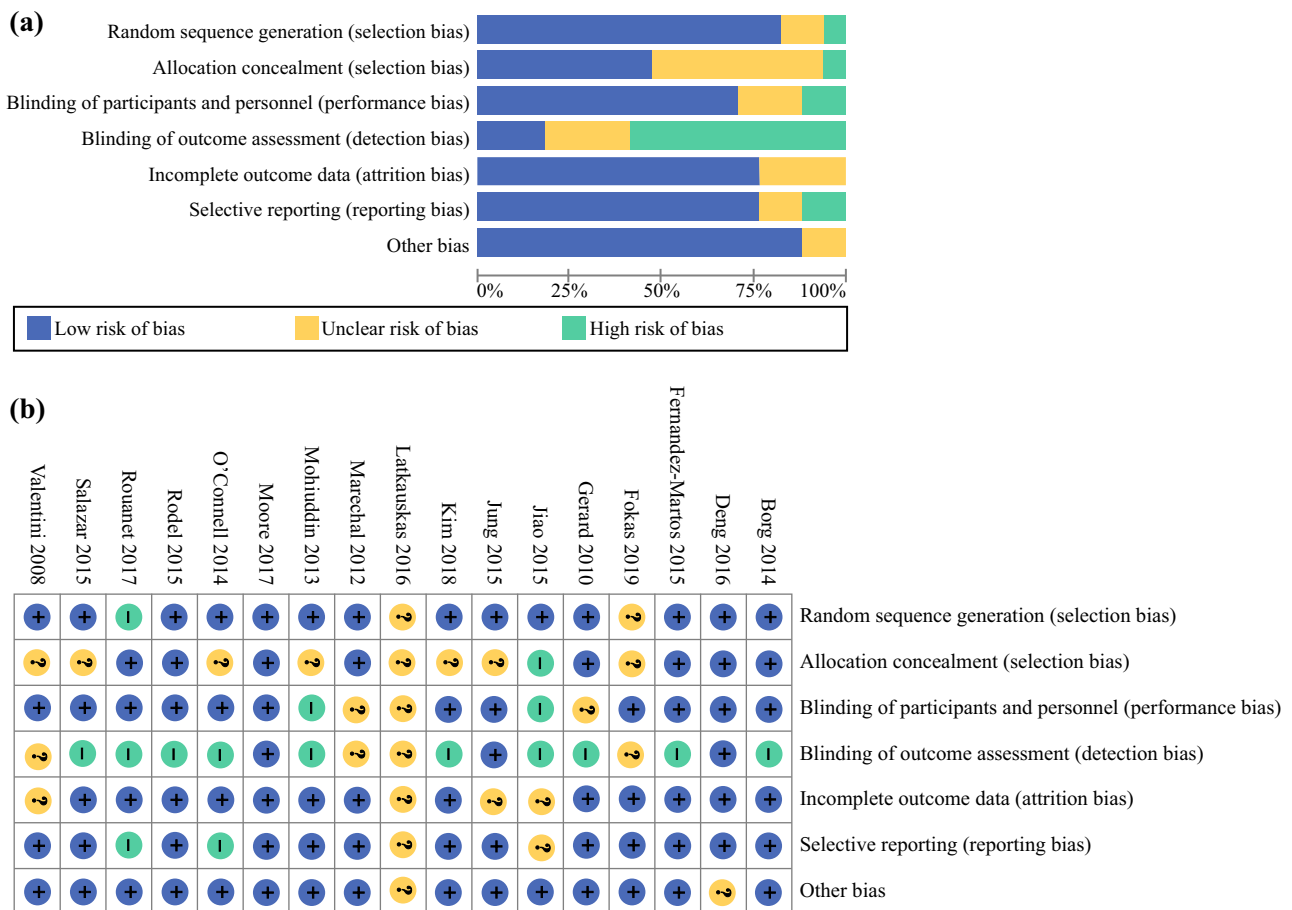 (a)
Random sequence generation (selection bias)
Allocation concealment (selection bias)
Blinding of participants and personnel (performance bias)
Blinding of outcome assessment (detection bias)
Incomplete outcome data (attrition bias)
Selective reporting (reporting bias)
Other bias
0% 25% 50% 75% 100%
Low risk of bias Unclear risk of bias High risk of bias
(b)
Valentini 2008
Salazar 2015
Rouanet 2017
Rodel 2015
O'Connell 2014
Moore 2017
Mohiuddin 2013
Marechal 2012
Latkauskas 2016
Kim 2018
Jung 2015
Jiao 2015
Gerard 2010
Fokas 2019
Fernandez-Martos 2015
Deng 2016
Borg 2014
+ + − + + + + + ? + + + + ? + + + Random sequence generation (selection bias)
? ? + + ? + ? + ? ? ? − + ? + + + Allocation concealment (selection bias)
+ + + + + + − ? ? + + − ? + + + + Blinding of participants and personnel (performance bias)
? − − − − + − ? ? − + − − ? − + − Blinding of outcome assessment (detection bias)
? + + + + + + + ? + ? ? + + + + + Incomplete outcome data (attrition bias)
+ + − + − + + + ? + + ? + + + + + Selective reporting (reporting bias)
+ + + + + + + + ? + + + + + + ? + Other bias